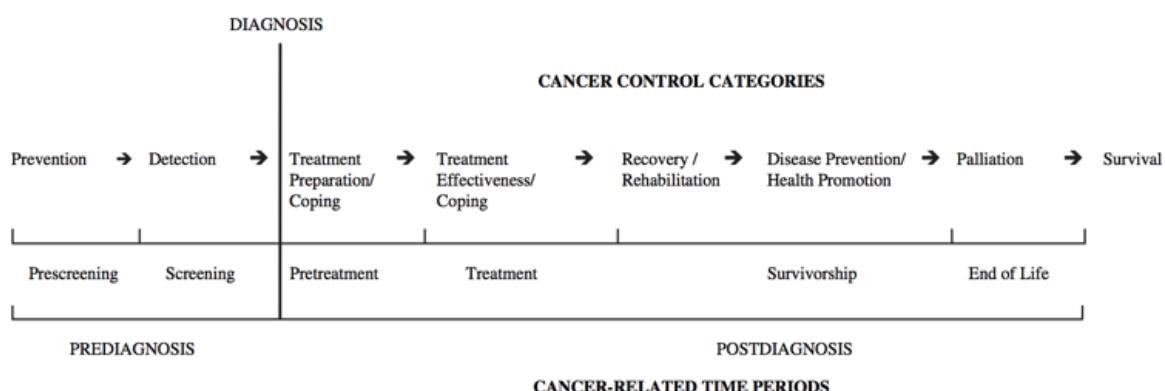 DIAGNOSIS
CANCER CONTROL CATEGORIES
Prevention → Detection → Treatment Preparation/ Coping → Treatment Effectiveness/ Coping → Recovery / Rehabilitation → Disease Prevention/ Health Promotion → Palliation → Survival
Prescreening Screening Pretreatment Treatment Survivorship End of Life
PREDIAGNOSIS POSTDIAGNOSIS
CANCER-RELATED TIME PERIODS